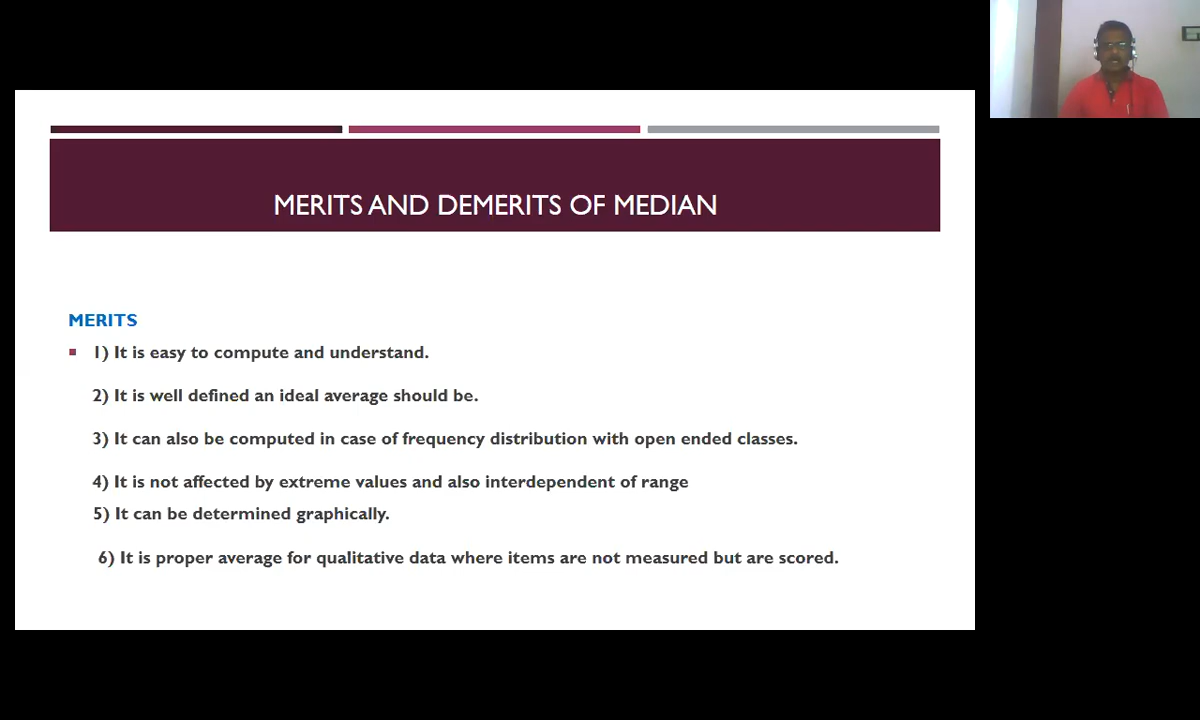 MERITS AND DEMERITS OF MEDIAN
MERITS
1) It is easy to compute and understand.
2) It is well defined an ideal average should be.
3) It can also be computed in case of frequency distribution with open ended classes.
4) It is not affected by extreme values and also interdependent of range
5) It can be determined graphically.
6) It is proper average for qualitative data where items are not measured but are scored.